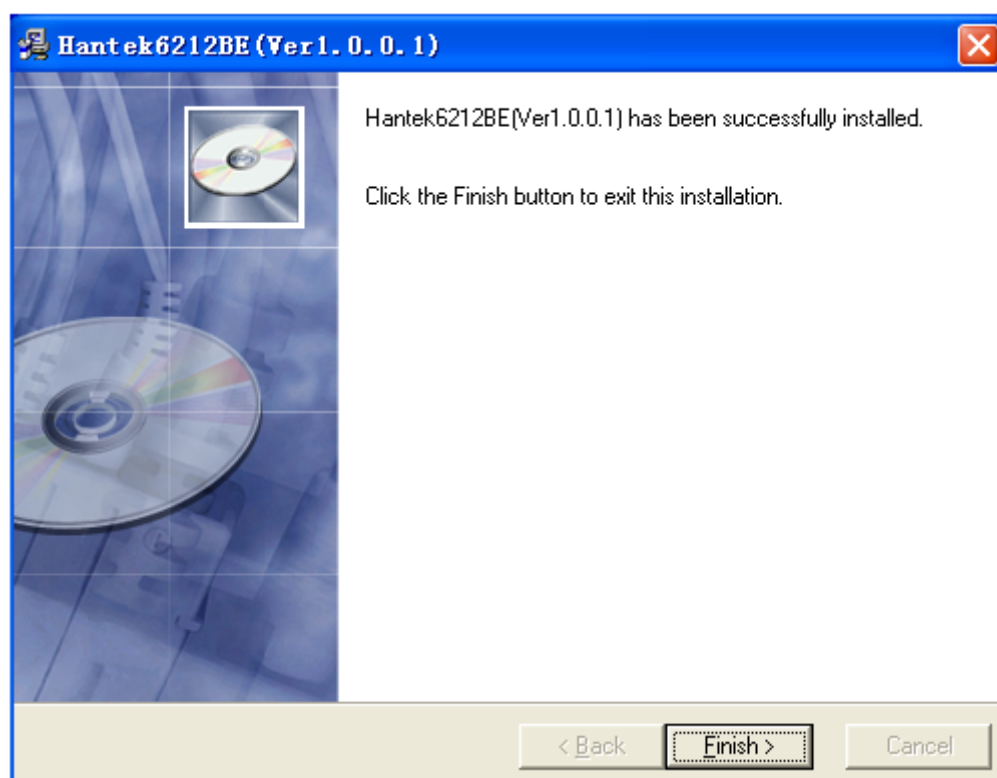 Hantek6212BE(Ver1.0.0.1)
Hantek6212BE(Ver1.0.0.1) has been successfully installed.
Click the Finish button to exit this installation.
< Back Finish > Cancel